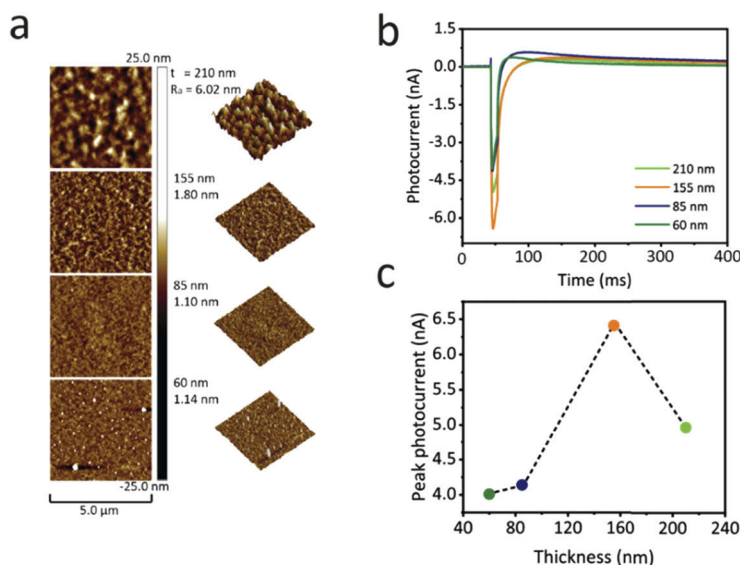 a
25.0 nm
t = 210 nm
Ra = 6.02 nm
155 nm
1.80
85 nm
1.10
60 nm
1.14
-25.0 nm
5.0 μm
b
Photocurrent (nA)
1.5
0.0
-1.5
-3.0
-4.5
-6.0
210 nm
155 nm
85 nm
60 nm
0 100 200 300 400
Time (ms)
c
Peak photocurrent (nA)
6.5
6.0
5.5
5.0
4.5
4.0
40 80 120 160 200 240
Thickness (nm)